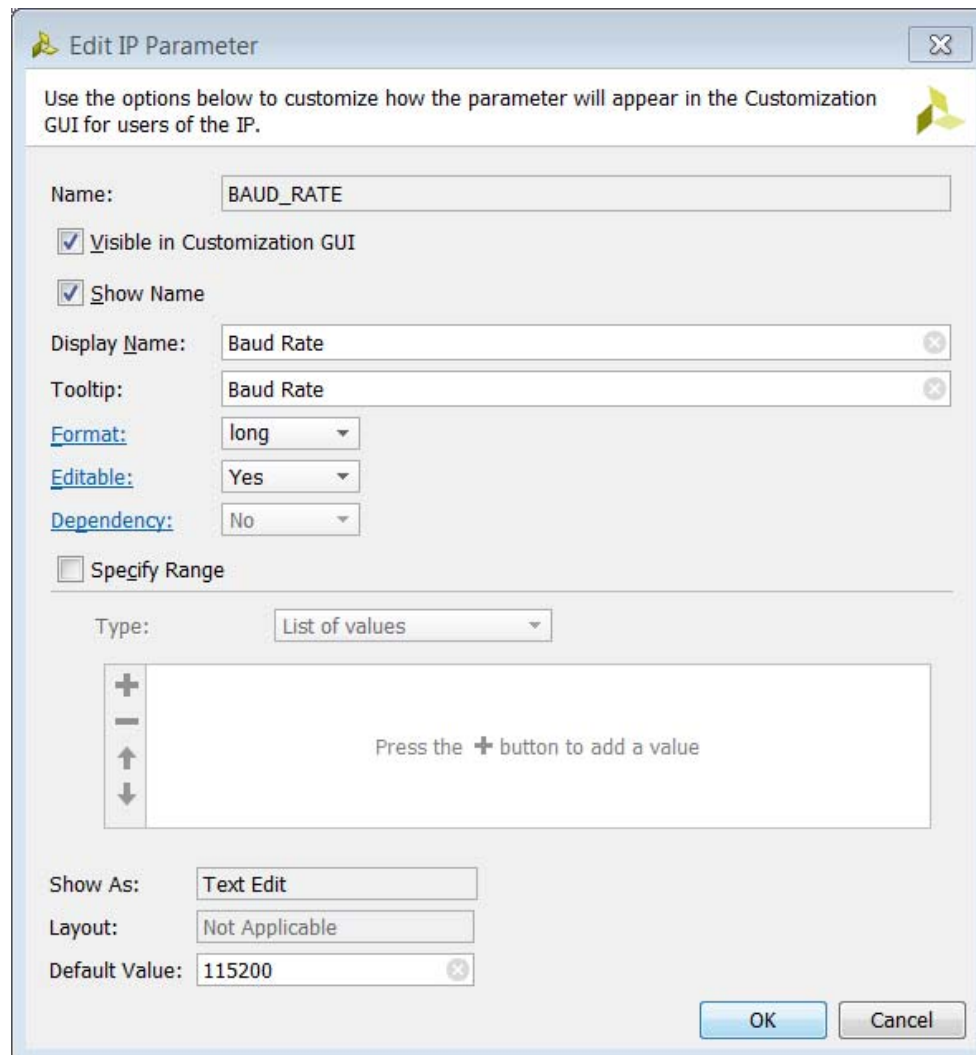 Edit IP Parameter
Use the options below to customize how the parameter will appear in the Customization
GUI for users of the IP.
Name: BAUD_RATE
Visible in Customization GUI
Show Name
Display Name: Baud Rate
Tooltip: Baud Rate
Format: long
Editable: Yes
Dependency: No
Specify Range
Type: List of values
Press the + button to add a value
Show As: Text Edit
Layout: Not Applicable
Default Value: 115200
OK Cancel